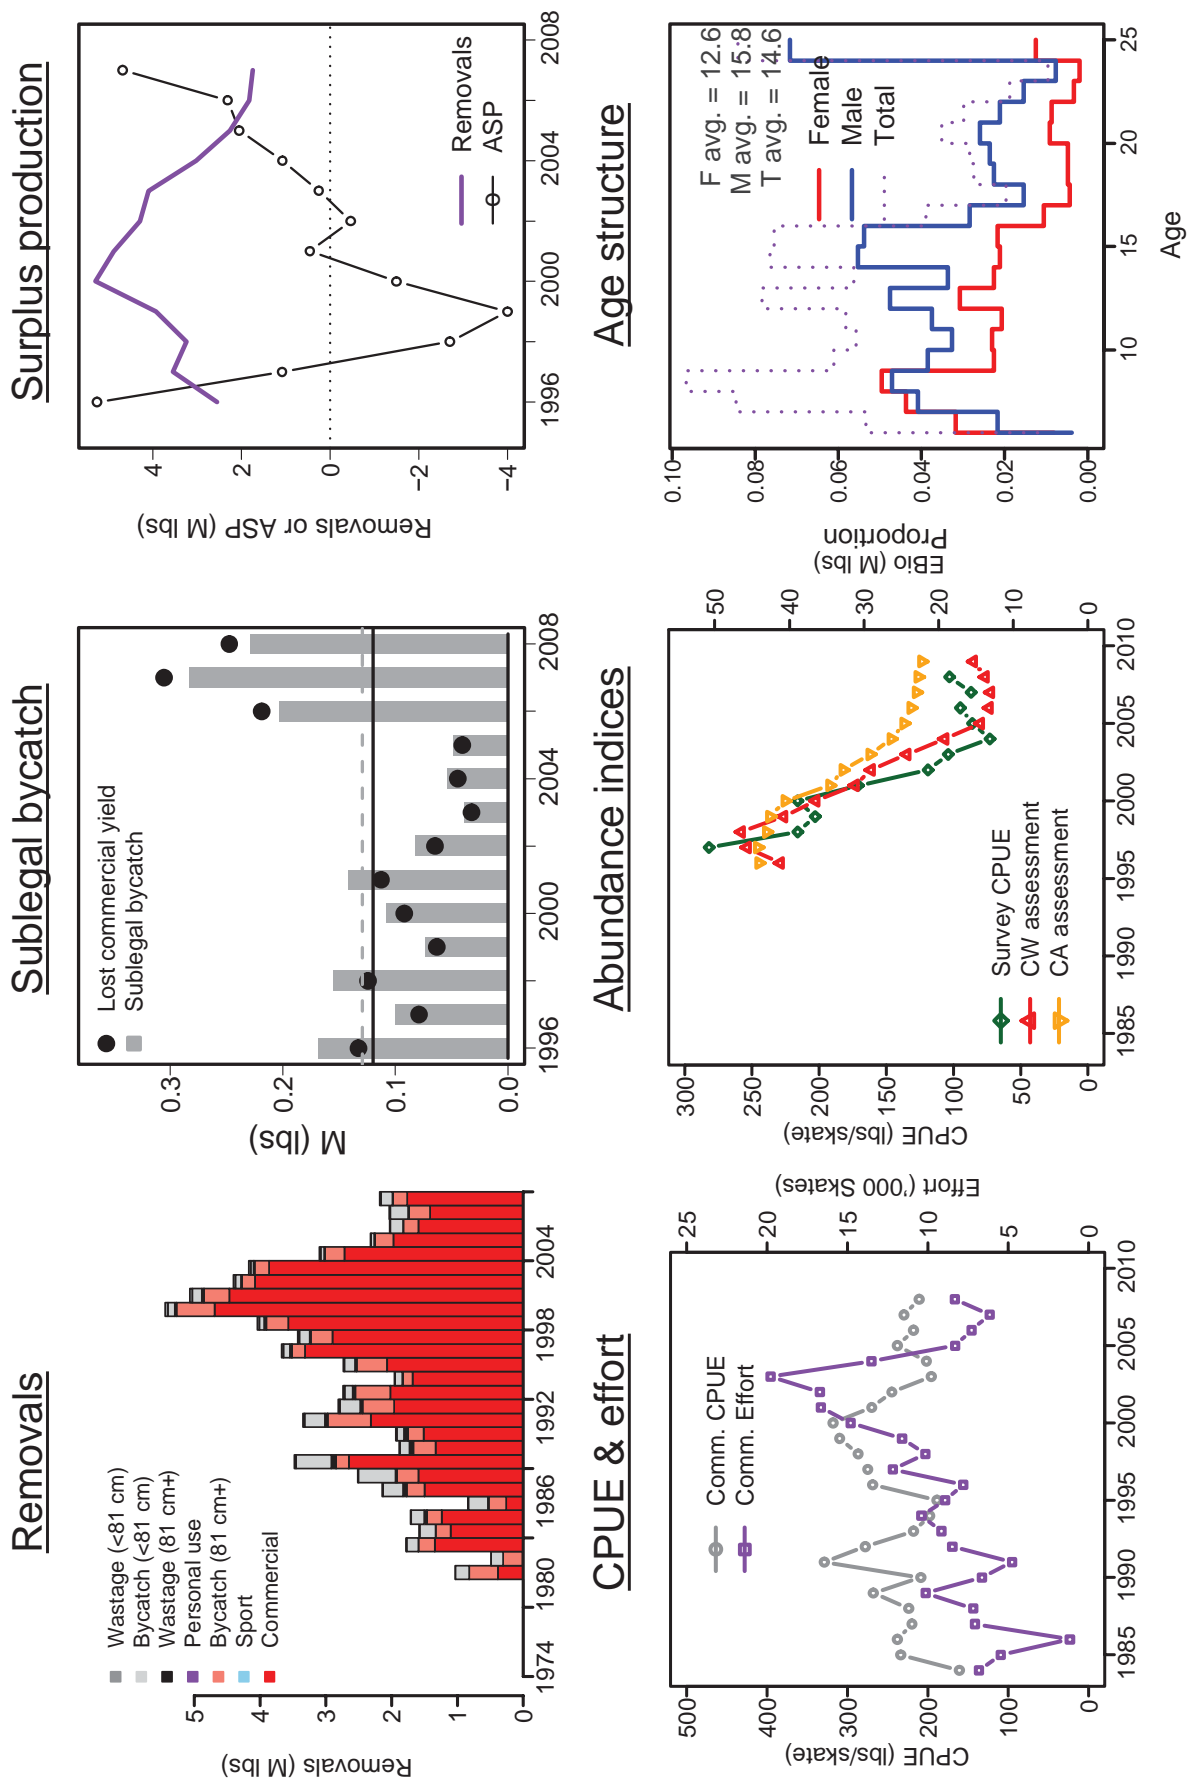 Removals
Wastage (<81 cm)
Bycatch (<81 cm)
Wastage (81 cm+)
Personal use
Bycatch (81 cm+)
Sport
Commercial
Removals (M lbs)
5
4
3
2
1
0
1974
1980
1986
1992
1998
2004
Sublegal bycatch
Lost commercial yield
Sublegal bycatch
M (lbs)
0.3
0.2
0.1
0.0
1996
2000
2004
2008
Surplus production
Removals
ASP
Removals or ASP (M lbs)
4
2
0
−2
−4
1996
2000
2004
2008
CPUE & effort
Comm. CPUE
Comm. Effort
CPUE (lbs/skate)
500
400
300
200
100
0
1985
1990
1995
2000
2005
2010
25
20
15
10
5
0
Effort ('000 Skates)
Abundance indices
Survey CPUE
CW assessment
CA assessment
CPUE (lbs/skate)
300
250
200
150
100
50
0
1985
1990
1995
2000
2005
2010
50
40
30
20
10
0
EBio (M lbs)
Age structure
F avg. = 12.6
M avg. = 15.8
T avg. = 14.6
Female
Male
Total
Proportion
0.10
0.08
0.06
0.04
0.02
0.00
10
15
20
25
Age